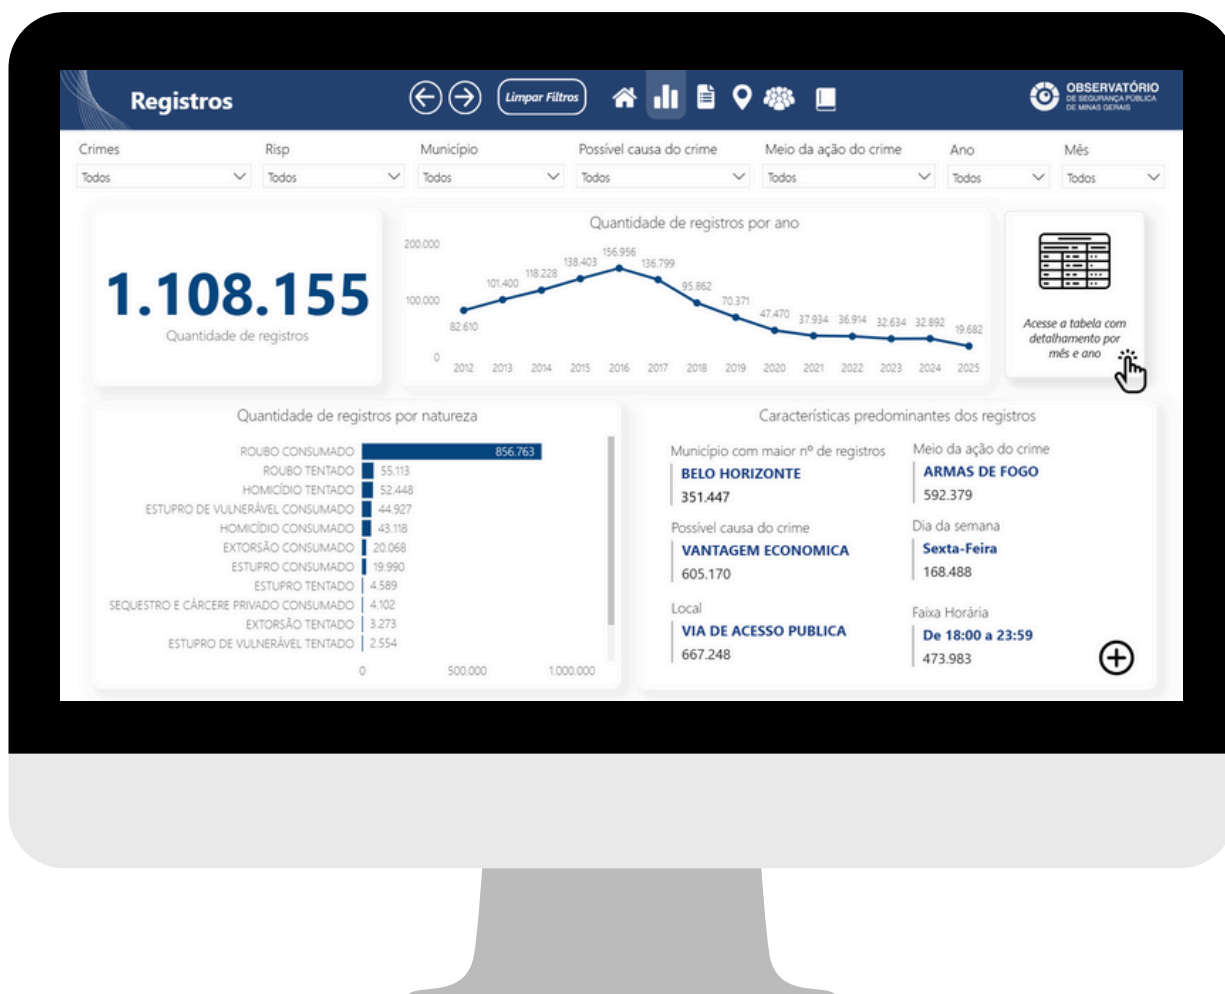 Registros
Limpar Filtros
OBSERVATÓRIO
DE SEGURANÇA PÚBLICA
DE MINAS GERAIS
Crimes
Risp
Município
Possível causa do crime
Meio da ação do crime
Ano
Mês
Todos
Todos
Todos
Todos
Todos
Todos
Todos
1.108.155
Quantidade de registros
Quantidade de registros por ano
200.000
100.000
0
82.610
101.400
118.228
138.403
156.956
136.799
95.862
70.371
47.470
37.934
36.914
32.634
32.892
19.682
2012
2013
2014
2015
2016
2017
2018
2019
2020
2021
2022
2023
2024
2025
Acesse a tabela com
detalhamento por
mês e ano
Quantidade de registros por natureza
ROUBO CONSUMADO 856.763
ROUBO TENTADO 55.113
HOMICÍDIO TENTADO 52.448
ESTUPRO DE VULNERÁVEL CONSUMADO 44.927
HOMICÍDIO CONSUMADO 43.118
EXTORSÃO CONSUMADO 20.068
ESTUPRO CONSUMADO 19.990
ESTUPRO TENTADO 4.589
SEQUESTRO E CÁRCERE PRIVADO CONSUMADO 4.102
EXTORSÃO TENTADO 3.273
ESTUPRO DE VULNERÁVEL TENTADO 2.554
0
500.000
1.000.000
Características predominantes dos registros
Município com maior nº de registros
BELO HORIZONTE
351.447
Meio da ação do crime
ARMAS DE FOGO
592.379
Possível causa do crime
VANTAGEM ECONOMICA
605.170
Dia da semana
Sexta-Feira
168.488
Local
VIA DE ACESSO PUBLICA
667.248
Faixa Horária
De 18:00 a 23:59
473.983